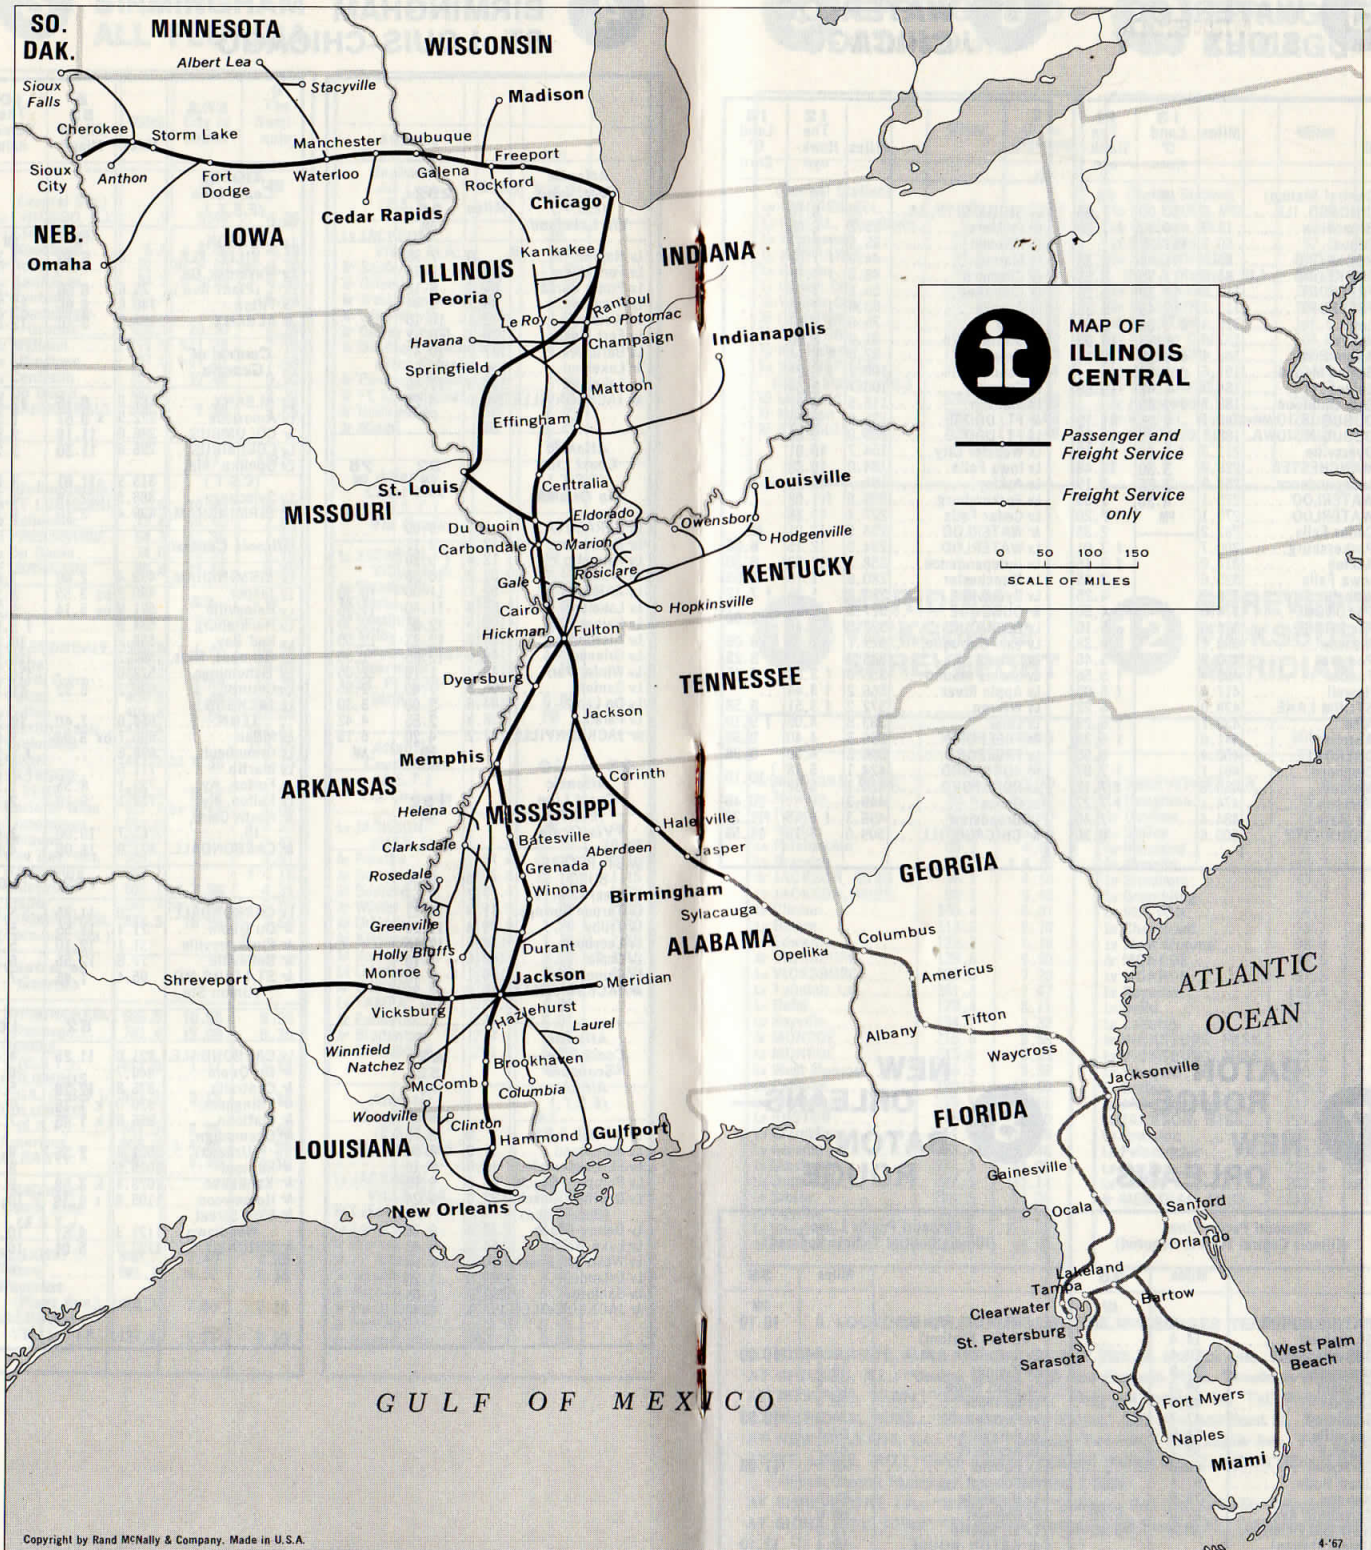 SO.
DAK.
MINNESOTA
WISCONSIN
Albert Lea
Stacyville
Sioux
Falls
Madison
Cherokee
Storm Lake
Manchester
Dubuque
Freeport
Sioux
City
Anthon
Fort
Dodge
Waterloo
Galena
Rockford
Chicago
Cedar Rapids
NEB.
IOWA
Omaha
Kankakee
INDIANA
ILLINOIS
Peoria
Rantoul
Le Roy
Potomac
Havana
Champaign
Indianapolis
Springfield
Mattoon
Effingham
MAP OF
ILLINOIS
CENTRAL
Passenger and
Freight Service
Freight Service
only
0 50 100 150
SCALE OF MILES
St. Louis
Centralia
Louisville
MISSOURI
Du Quoin
Eldorado
Owensboro
Carbondale
Marion
Hodgenville
Gale
Rosiclare
KENTUCKY
Cairo
Hopkinsville
Hickman
Fulton
Dyersburg
TENNESSEE
Jackson
Memphis
Corinth
ARKANSAS
Helena
MISSISSIPPI
Haleyville
Clarksdale
Batesville
Aberdeen
Jasper
Rosedale
Grenada
GEORGIA
Winona
Birmingham
Greenville
Sylacauga
Holly Bluffs
Durant
ALABAMA
Columbus
Opelika
Shreveport
Monroe
Jackson
Meridian
Americus
ATLANTIC
OCEAN
Vicksburg
Hazlehurst
Laurel
Albany
Tifton
Winnfield
Natchez
Brookhaven
Waycross
McComb
Columbia
Jacksonville
Woodville
Clinton
FLORIDA
LOUISIANA
Hammond
Gulfport
Gainesville
New Orleans
Ocala
Sanford
Orlando
Lakeland
Tampa
Bartow
Clearwater
St. Petersburg
Sarasota
West Palm
Beach
GULF OF MEXICO
Fort Myers
Naples
Miami
Copyright by Rand McNally & Company. Made in U.S.A.
4-'67